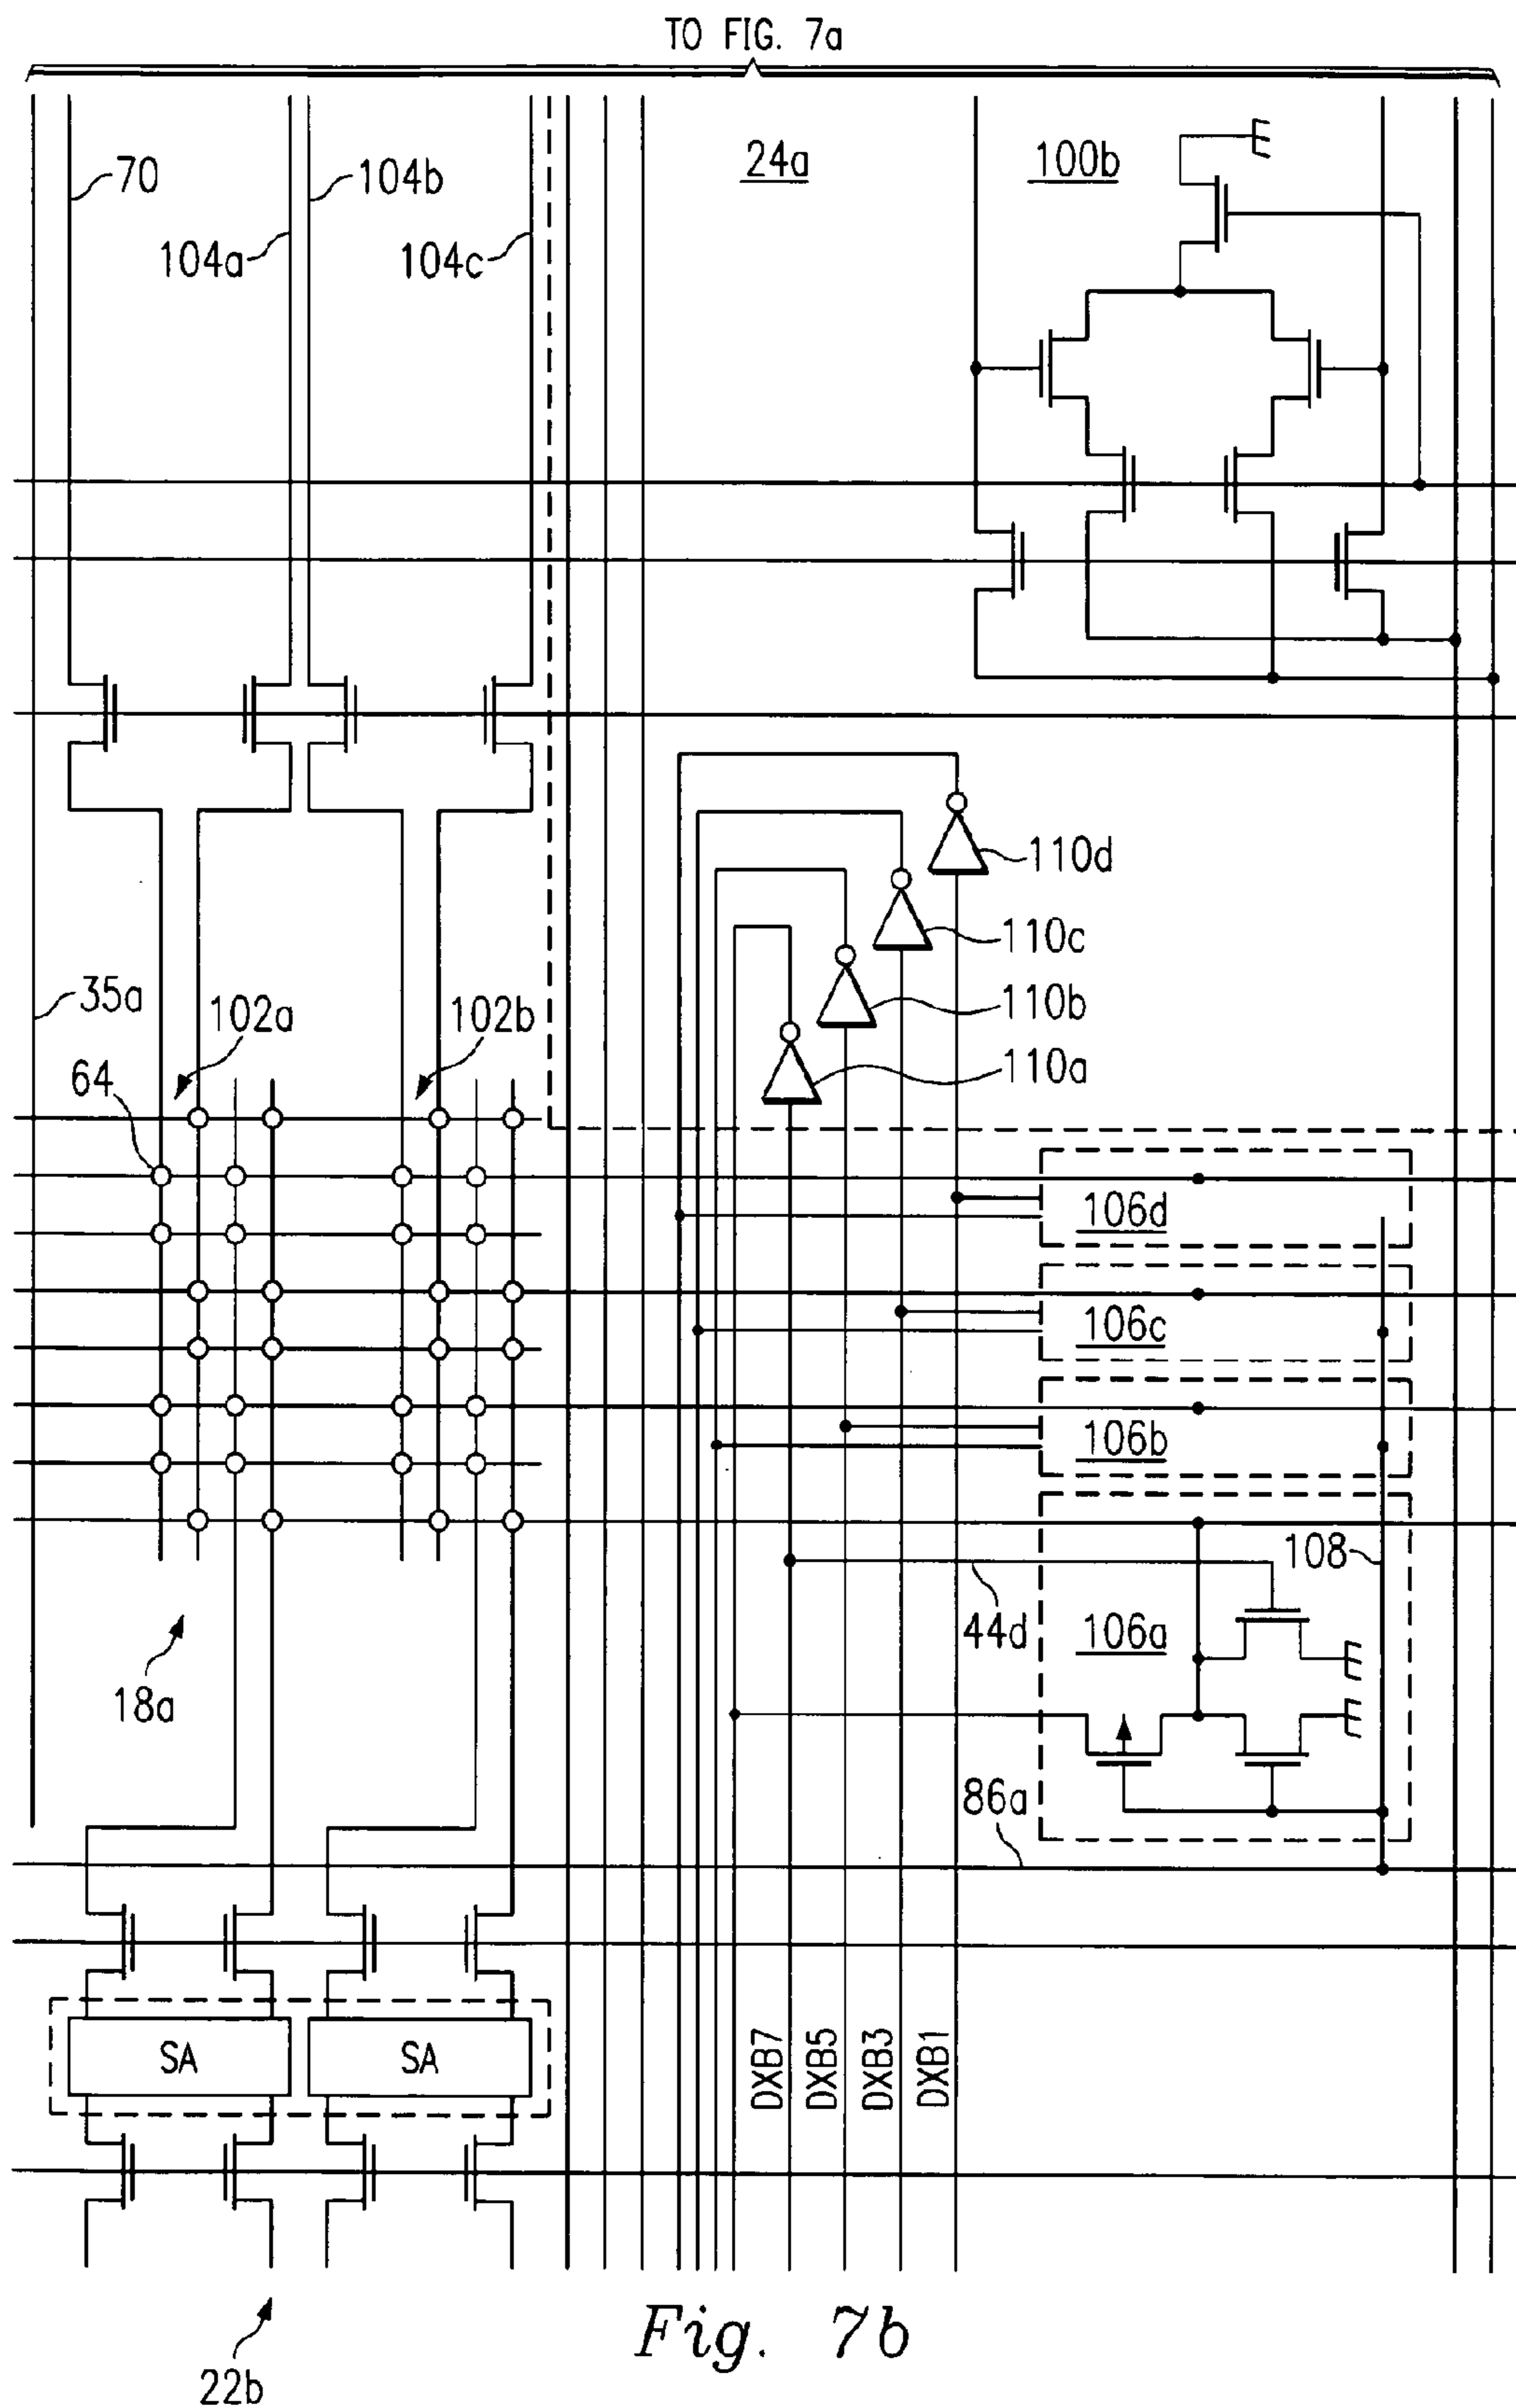 TO FIG. 7a
70
104b
24a
100b
104a
104c
110d
110c
35a
102a
102b
110b
64
110a
106d
106c
106b
108
44d
106a
18a
86a
SA
SA
DXB7
DXB5
DXB3
DXB1
Fig. 7b
22b